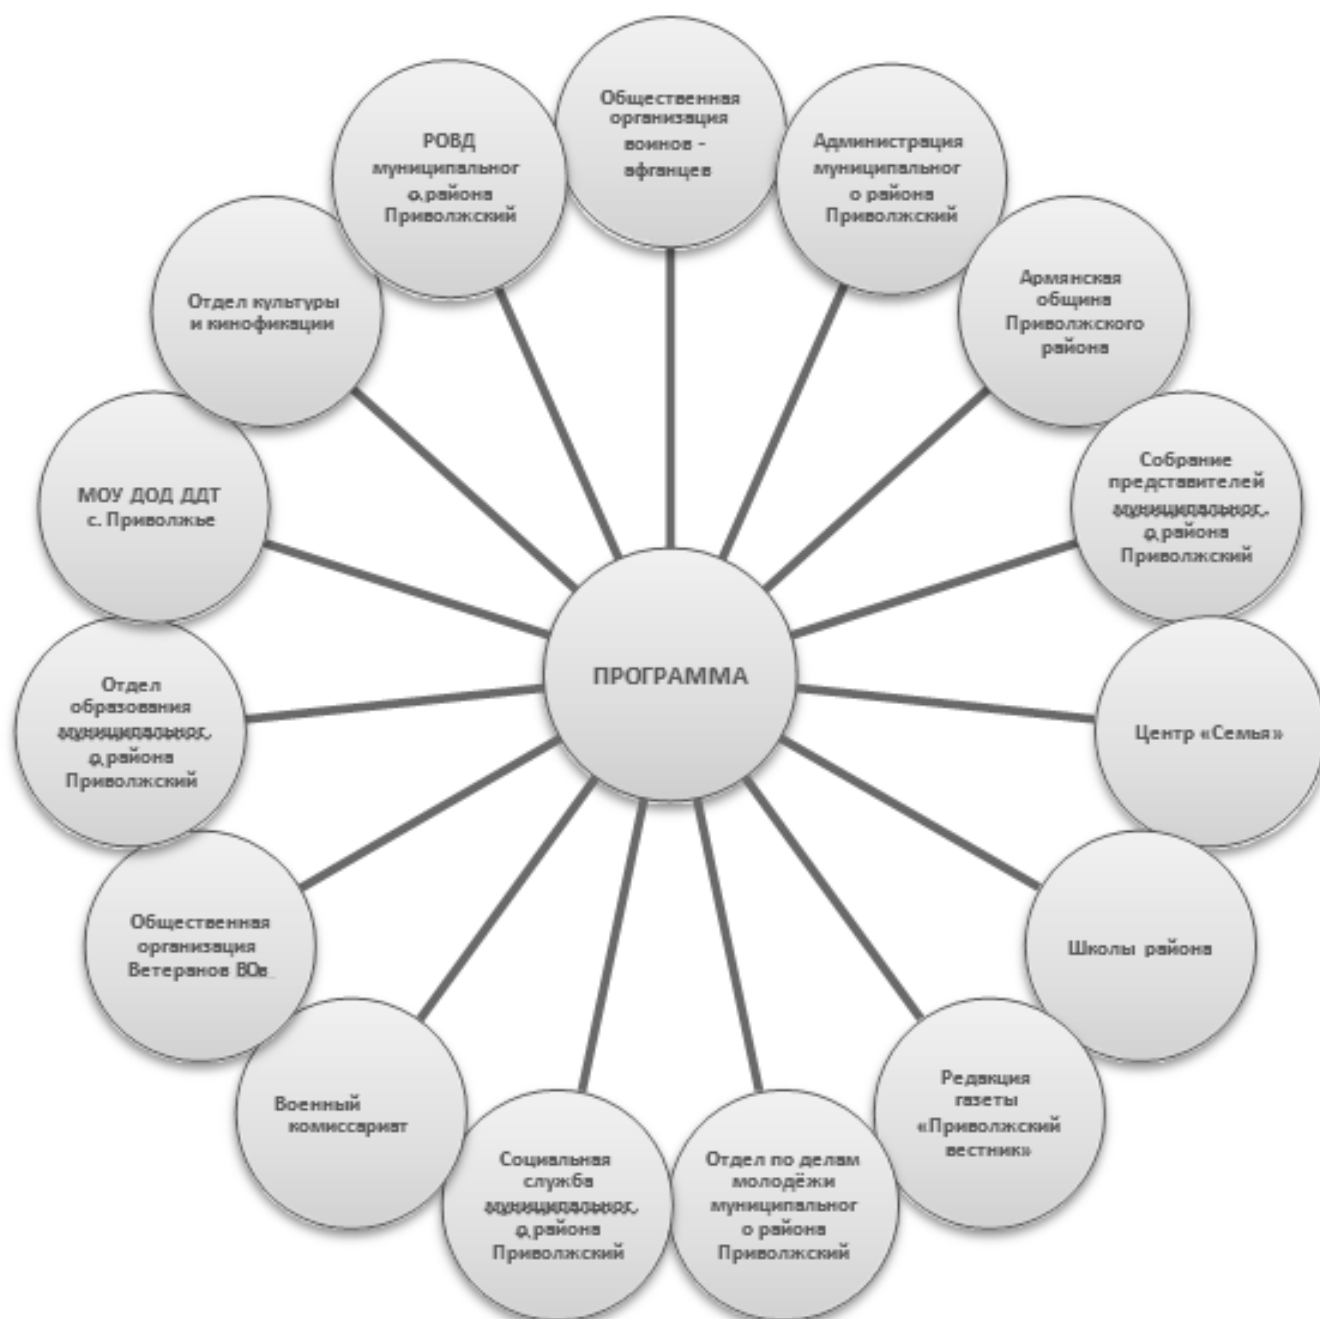 Общественная
организация
воинов -
афганцев
Администрация
муниципальног
о района
Приволжский
Армянская
община
Приволжского
района
Собрание
представителей
муниципальног
о района
Приволжский
Центр «Семья»
Школы района
Редакция
газеты
«Приволжский
вестник»
Отдел по делам
молодёжи
муниципальног
о района
Приволжский
Социальная
служба
муниципальног
о района
Приволжский
Военный
комиссариат
Общественная
организация
Ветеранов ВОв
Отдел
образования
муниципальног
о района
Приволжский
МОУ ДОД ДДТ
с. Приволжье
Отдел культуры
и кинофикации
РОВД
муниципальног
о района
Приволжский
ПРОГРАММА